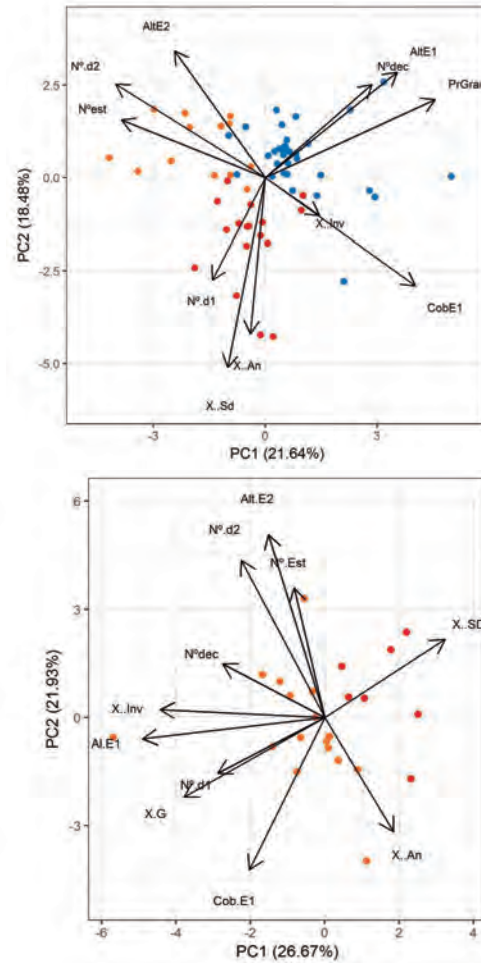 AltE2
Nº.d2
AltE1
Nºdec
PrGram
Nºest
2.5
0.0
-2.5
-5.0
PC2 (18.48%)
X..Inv
CobE1
Nº.d1
X..An
X..Sd
-3
0
3
PC1 (21.64%)
Alt.E2
6
Nº.d2
Nº.Est
3
X..SD
Nºdec
X..Inv
0
Al.E1
PC2 (21.93%)
Nº.d1
X.G
-3
X..An
Cob.E1
-6
-4
-2
0
2
4
PC1 (26.67%)